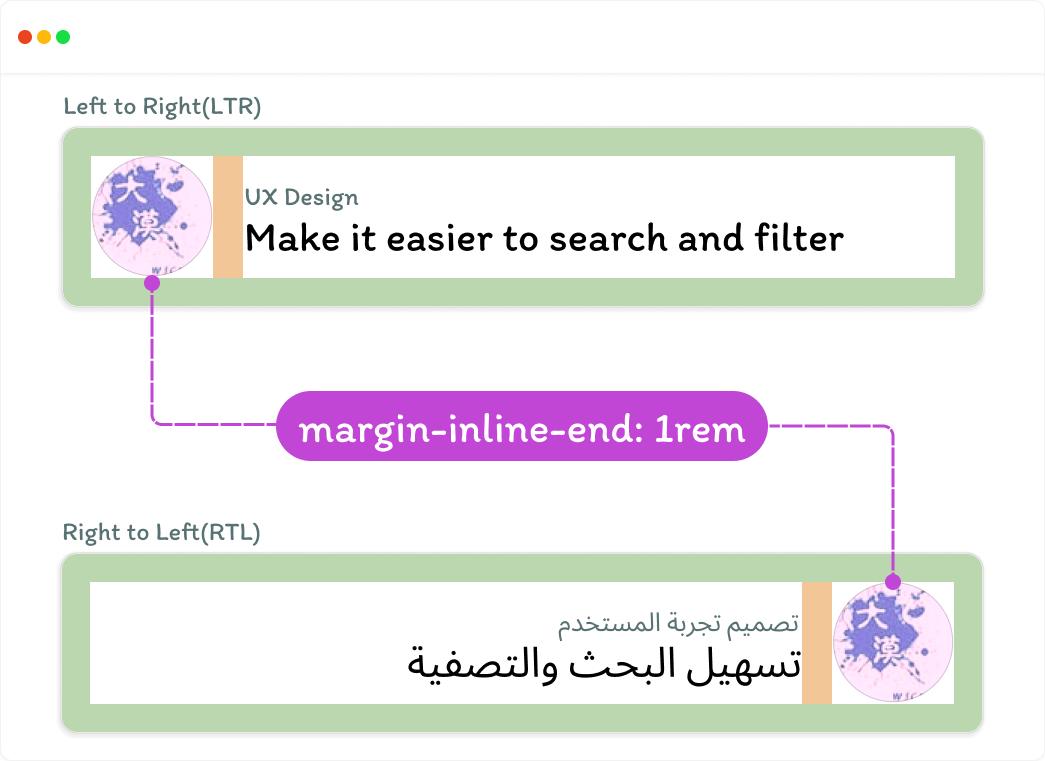 Left to Right(LTR)
大
漠
UX Design
Make it easier to search and filter
margin-inline-end: 1rem
Right to Left(RTL)
تصميم تجربة المستخدم
تسهيل البحث والتصفية
大
漠